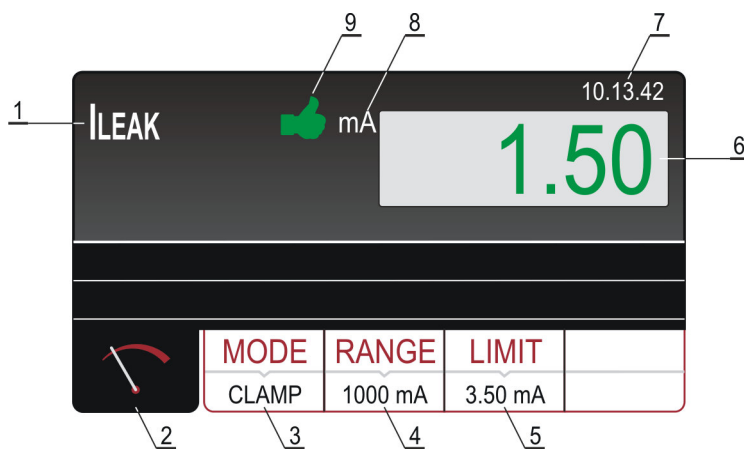 9 8 7
10.13.42
1 ILEAK mA
1.50 6
MODE RANGE LIMIT
CLAMP 1000 mA 3.50 mA
2 3 4 5